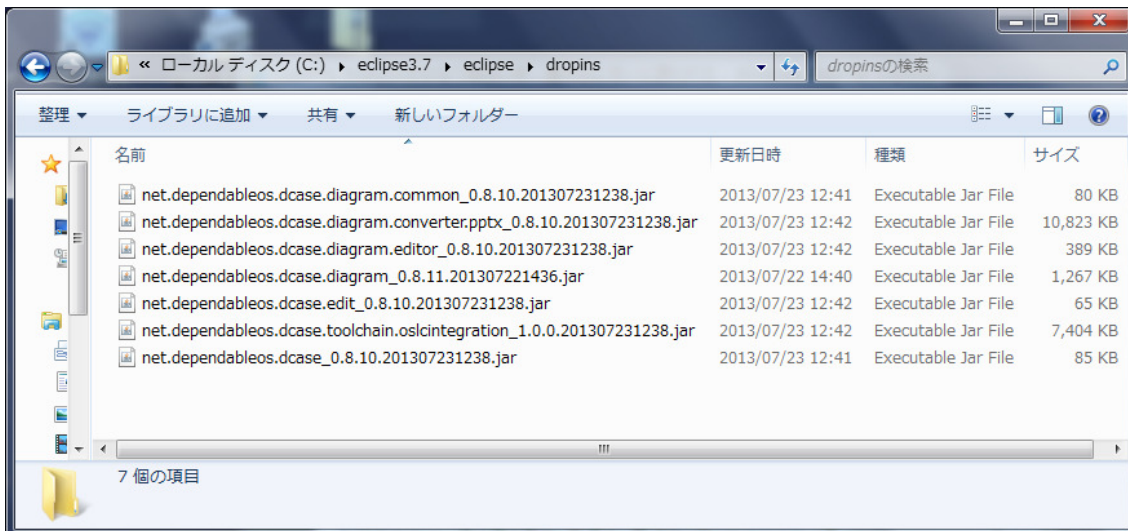 « ローカル ディスク (C:) ▸ eclipse3.7 ▸ eclipse ▸ dropins
dropinsの検索
整理 ▼ ライブラリに追加 ▼ 共有 ▼ 新しいフォルダー
名前 更新日時 種類 サイズ
net.dependableos.dcase.diagram.common_0.8.10.201307231238.jar 2013/07/23 12:41 Executable Jar File 80 KB
net.dependableos.dcase.diagram.converter.pptx_0.8.10.201307231238.jar 2013/07/23 12:42 Executable Jar File 10,823 KB
net.dependableos.dcase.diagram.editor_0.8.10.201307231238.jar 2013/07/23 12:42 Executable Jar File 389 KB
net.dependableos.dcase.diagram_0.8.11.201307221436.jar 2013/07/22 14:40 Executable Jar File 1,267 KB
net.dependableos.dcase.edit_0.8.10.201307231238.jar 2013/07/23 12:42 Executable Jar File 65 KB
net.dependableos.dcase.toolchain.oslcintegration_1.0.0.201307231238.jar 2013/07/23 12:42 Executable Jar File 7,404 KB
net.dependableos.dcase_0.8.10.201307231238.jar 2013/07/23 12:41 Executable Jar File 85 KB
7 個の項目